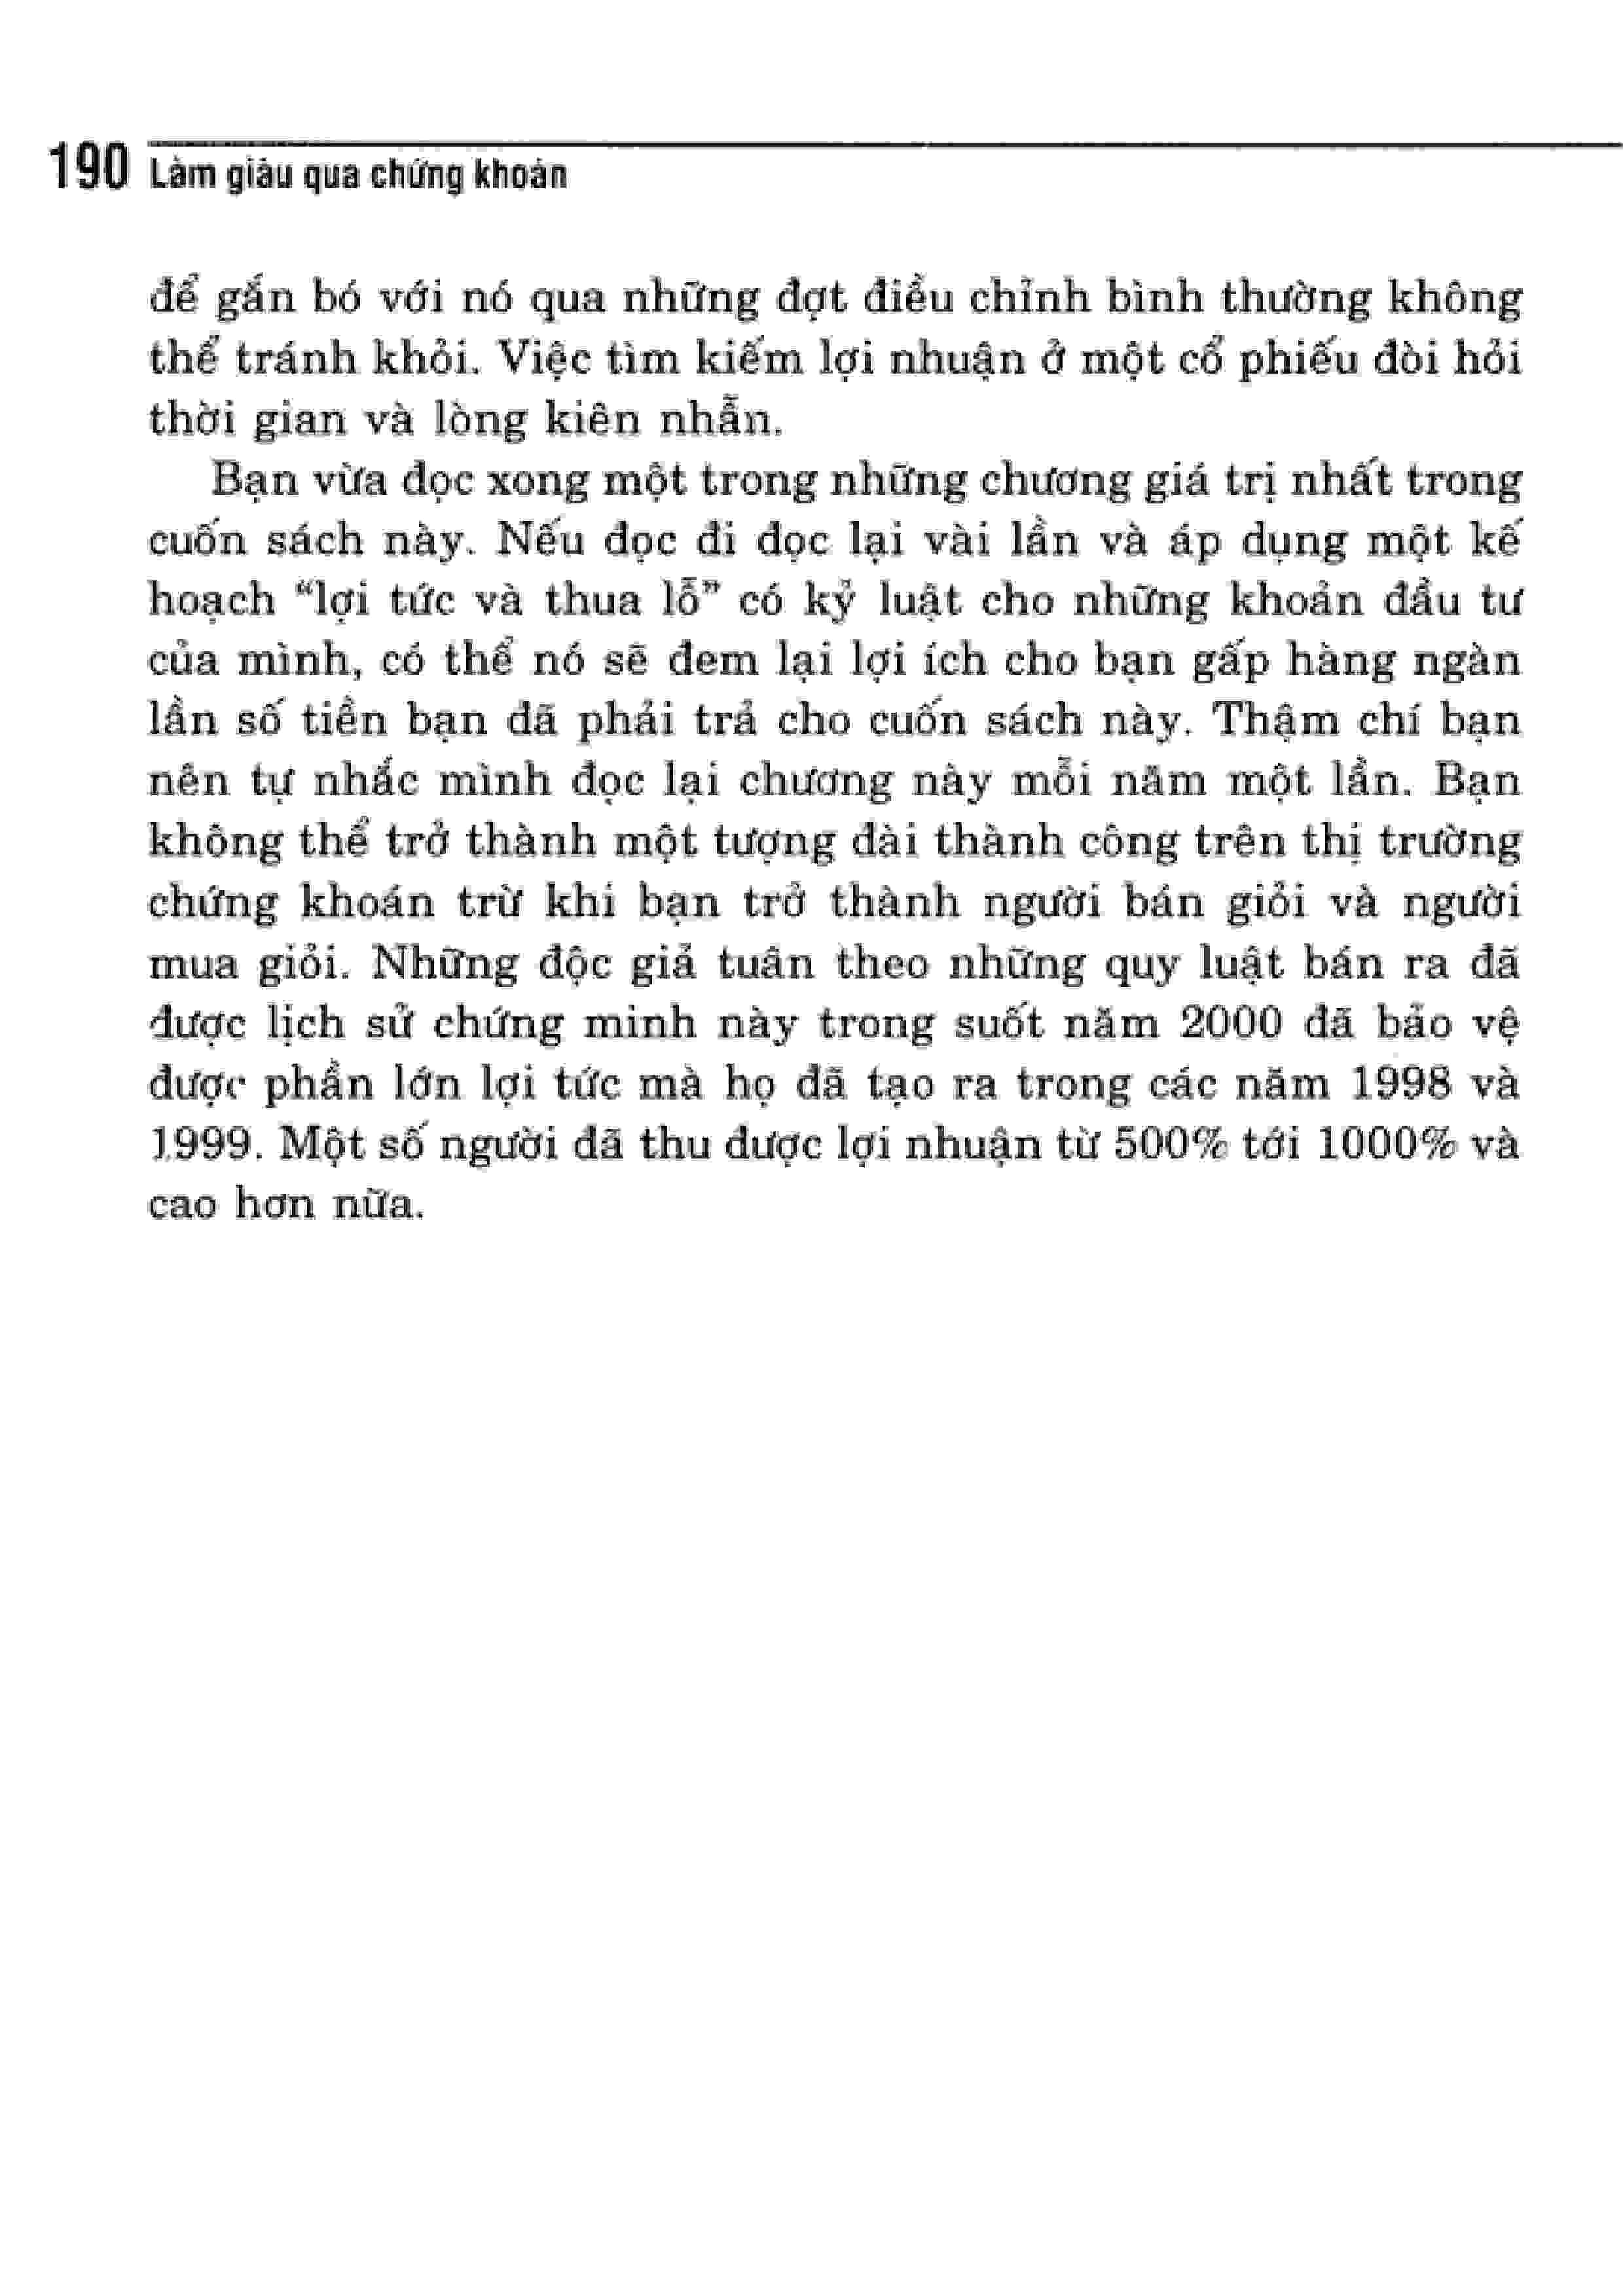 190 Làm giàu qua chứng khoán
để gắn bó với nó qua những đợt điều chỉnh bình thường không
thể tránh khỏi. Việc tìm kiếm lợi nhuận ở một cổ phiếu đòi hỏi
thời gian và lòng kiên nhẫn.
Bạn vừa đọc xong một trong những chương giá trị nhất trong
cuốn sách này. Nếu đọc đi đọc lại vài lần và áp dụng một kế
hoạch “lợi tức và thua lỗ” có kỷ luật cho những khoản đầu tư
của mình, có thể nó sẽ đem lại lợi ích cho bạn gấp hàng ngàn
lần số tiền bạn đã phải trả cho cuốn sách này. Thậm chí bạn
nên tự nhắc mình đọc lại chương này mỗi năm một lần. Bạn
không thể trở thành một tượng đài thành công trên thị trường
chứng khoán trừ khi bạn trở thành người bán giỏi và người
mua giỏi. Những độc giả tuân theo những quy luật bán ra đã
được lịch sử chứng minh này trong suốt năm 2000 đã bảo vệ
được phần lớn lợi tức mà họ đã tạo ra trong các năm 1998 và
1999. Một số người đã thu được lợi nhuận từ 500% tới 1000% và
cao hơn nữa.